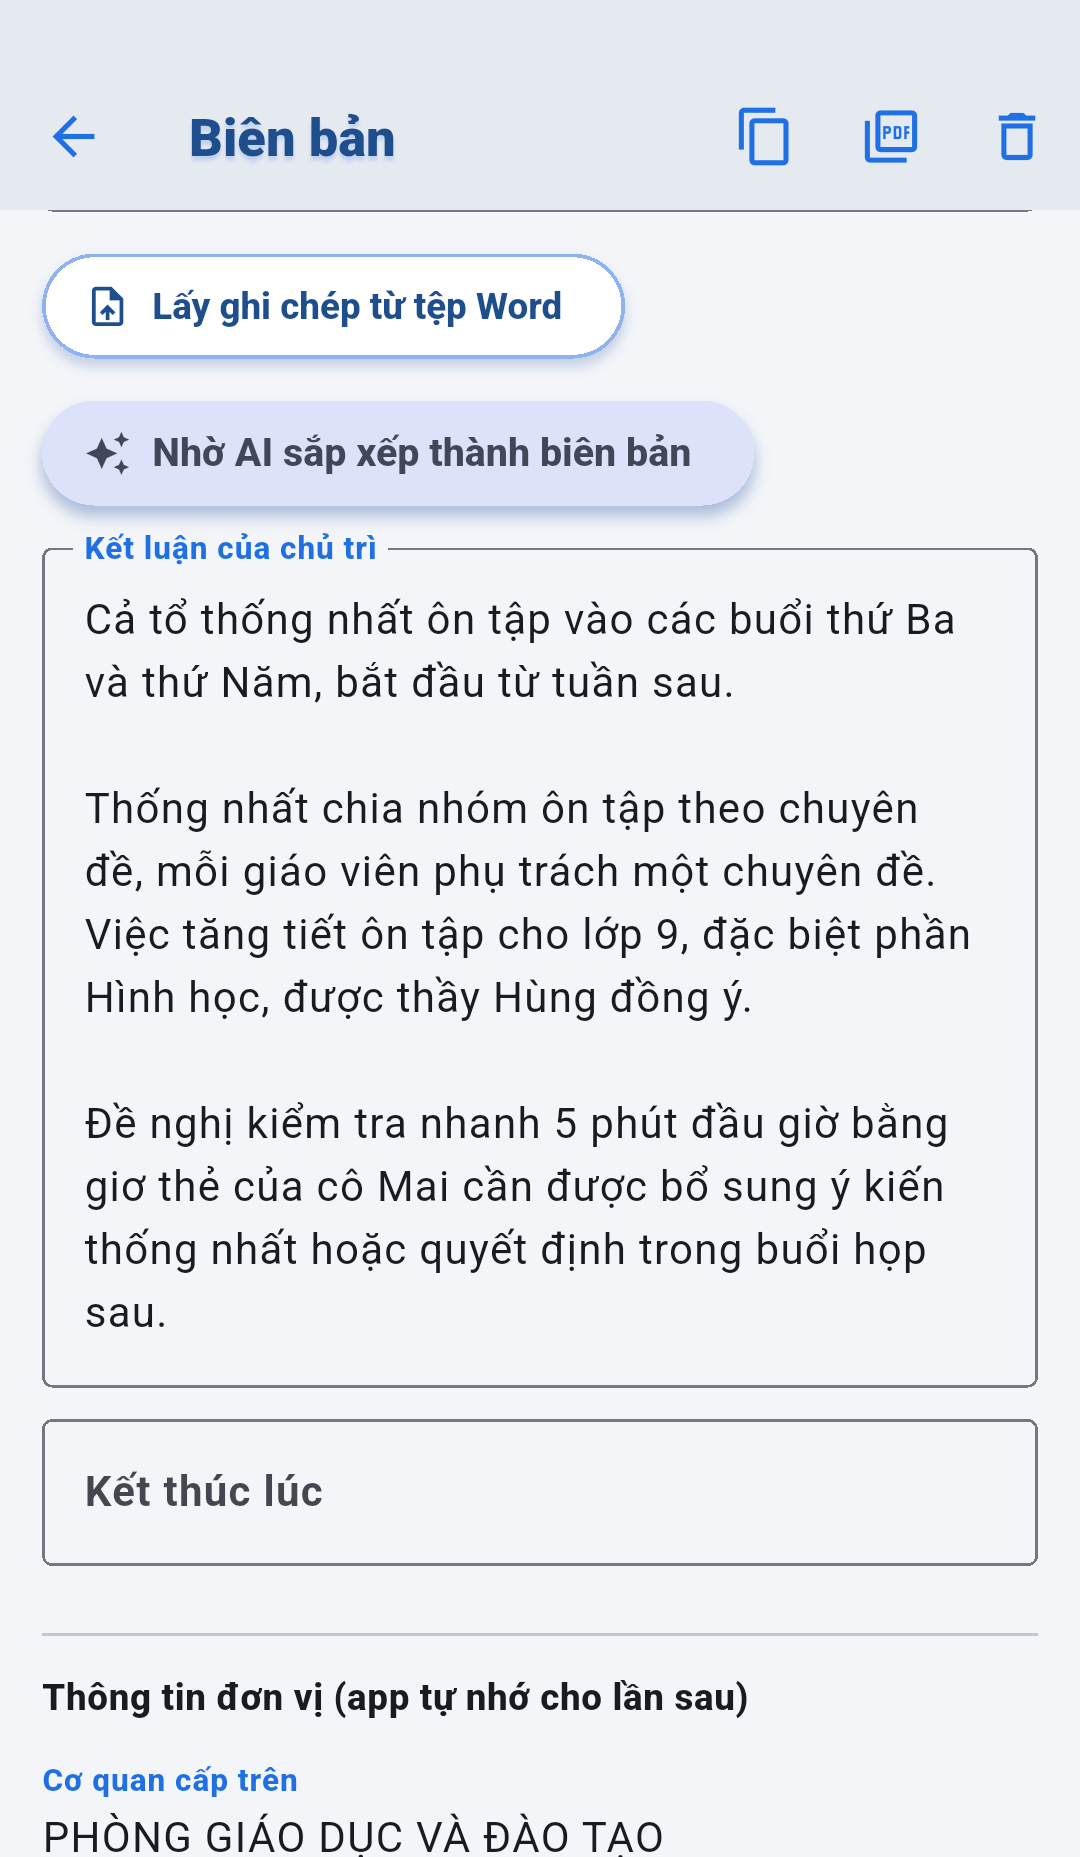 Biên bản
PDF
Lấy ghi chép từ tệp Word
Nhờ AI sắp xếp thành biên bản
Kết luận của chủ trì
Cả tổ thống nhất ôn tập vào các buổi thứ Ba
và thứ Năm, bắt đầu từ tuần sau.
Thống nhất chia nhóm ôn tập theo chuyên
đề, mỗi giáo viên phụ trách một chuyên đề.
Việc tăng tiết ôn tập cho lớp 9, đặc biệt phần
Hình học, được thầy Hùng đồng ý.
Đề nghị kiểm tra nhanh 5 phút đầu giờ bằng
giơ thẻ của cô Mai cần được bổ sung ý kiến
thống nhất hoặc quyết định trong buổi họp
sau.
Kết thúc lúc
Thông tin đơn vị (app tự nhớ cho lần sau)
Cơ quan cấp trên
PHÒNG GIÁO DỤC VÀ ĐÀO TẠO